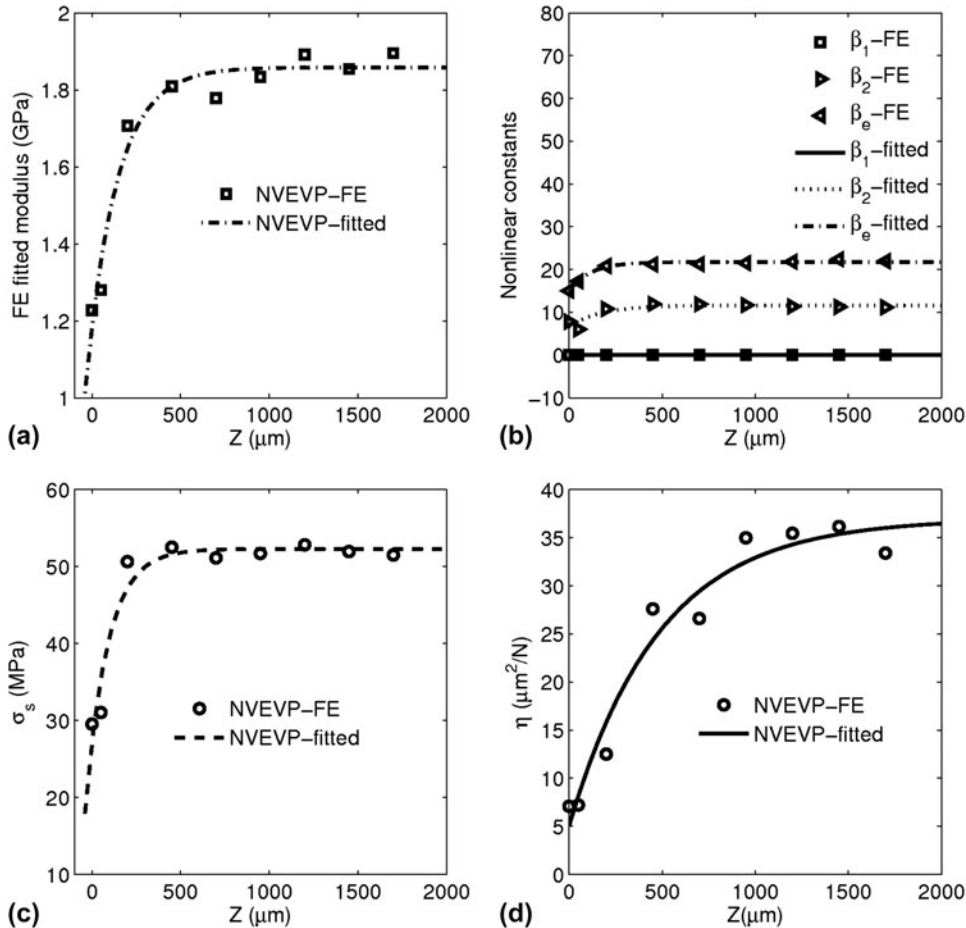 2
1.8
1.6
1.4
1.2
1
FE fitted modulus (GPa)
NVEVP−FE
NVEVP−fitted
0 500 1000 1500 2000
Z (μm)
(a)
80
70
60
50
40
30
20
10
0
−10
Nonlinear constants
β1−FE
β2−FE
βe−FE
β1−fitted
β2−fitted
βe−fitted
0 500 1000 1500 2000
Z (μm)
(b)
60
50
40
30
20
10
σs (MPa)
NVEVP−FE
NVEVP−fitted
0 500 1000 1500 2000
Z (μm)
(c)
40
35
30
25
20
15
10
5
0
η (μm²/N)
NVEVP−FE
NVEVP−fitted
0 500 1000 1500 2000
Z(μm)
(d)